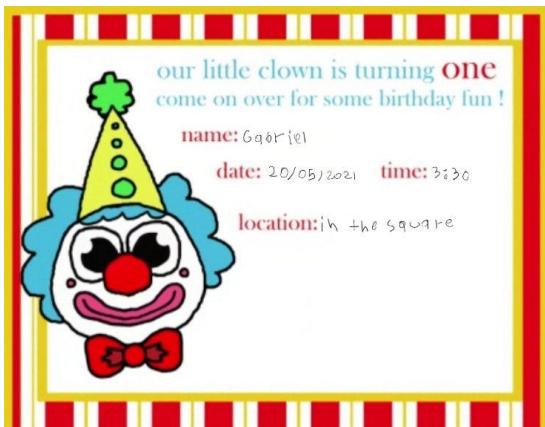 our little clown is turning one
come on over for some birthday fun !
name: Gabriel
date: 20/05/2021 time: 3:30
location: in the square